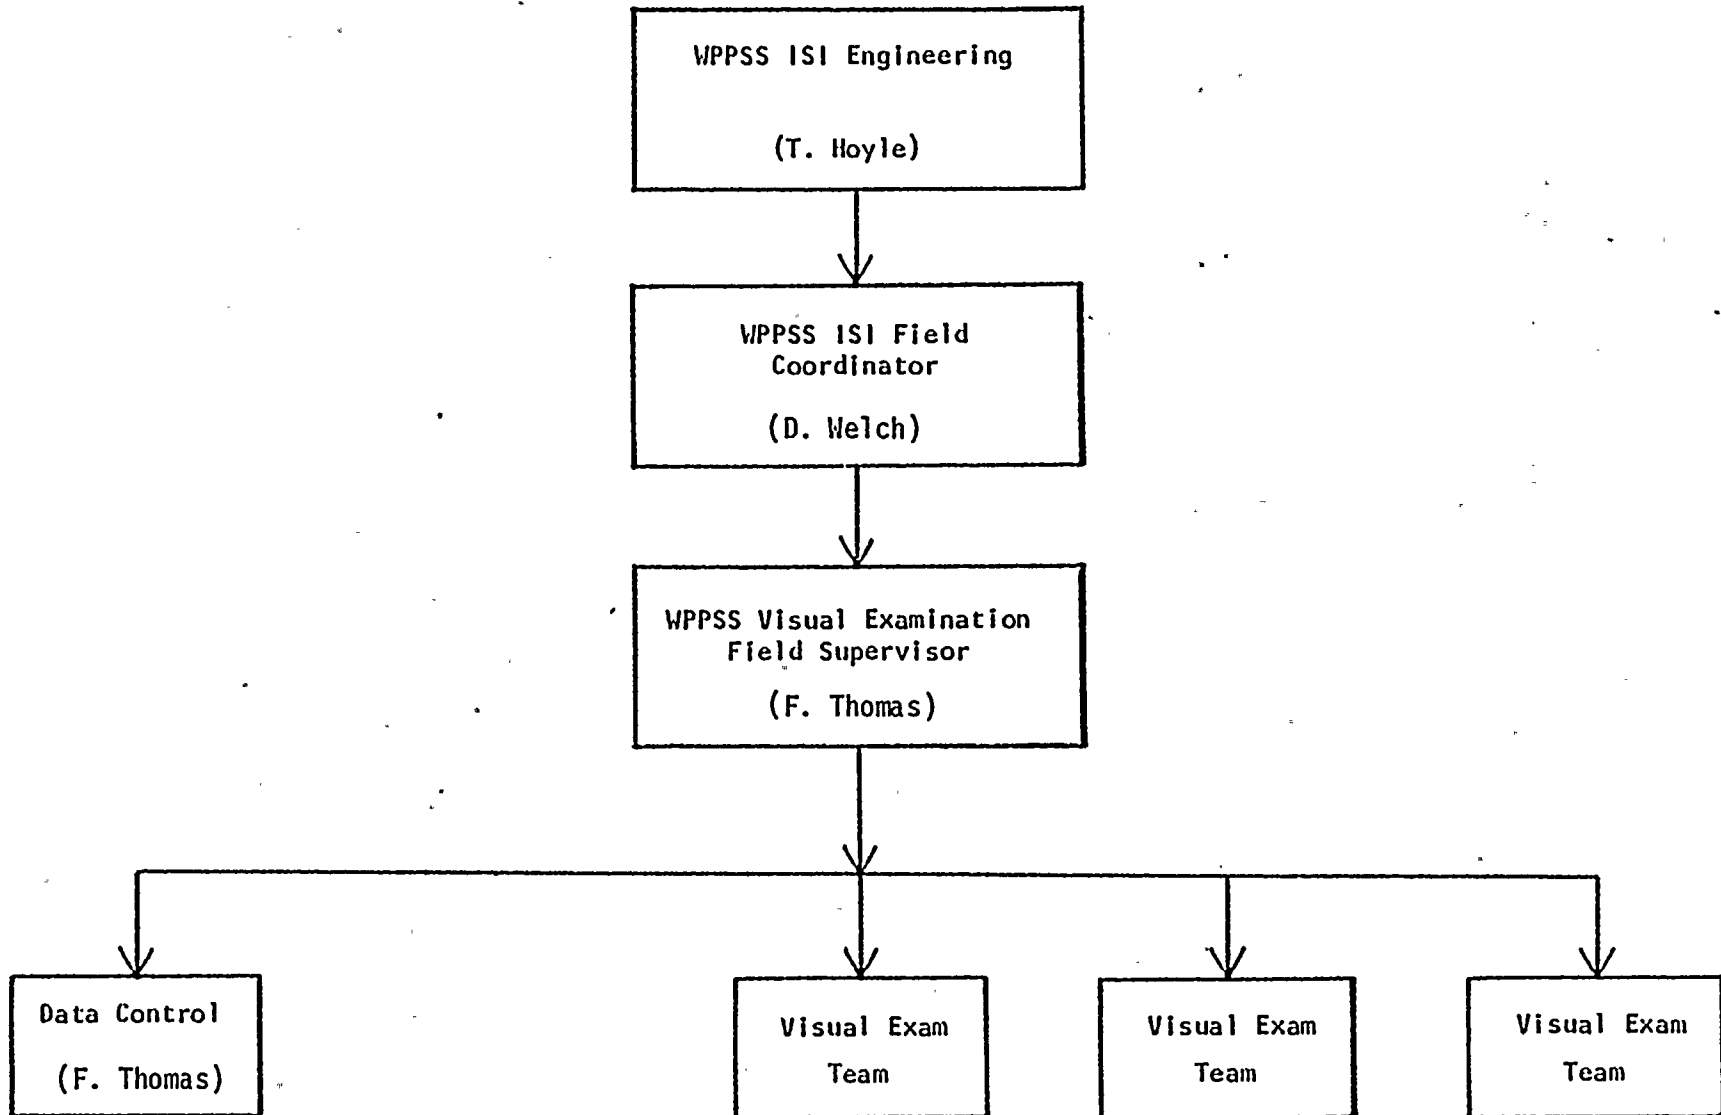 WPPSS ISI Engineering
(T. Hoyle)
WPPSS ISI Field
Coordinator
(D. Welch)
WPPSS Visual Examination
Field Supervisor
(F. Thomas)
Data Control
(F. Thomas)
Visual Exam
Team
Visual Exam
Team
Visual Exam
Team